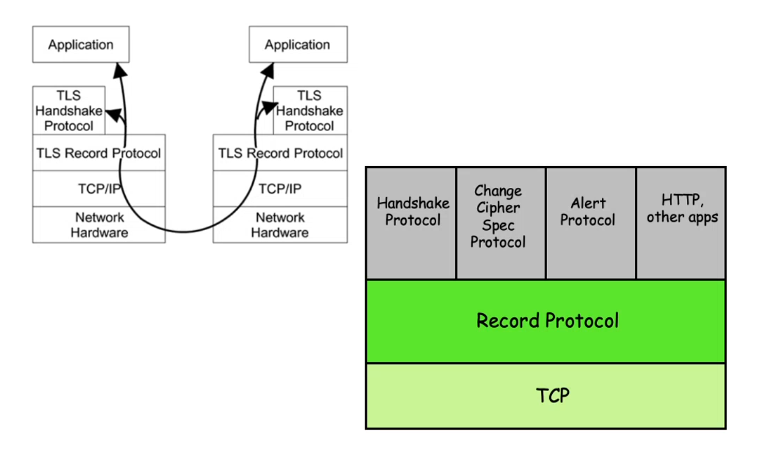 Application
TLS
Handshake
Protocol
TLS Record Protocol
TCP/IP
Network
Hardware
Application
TLS
Handshake
Protocol
TLS Record Protocol
TCP/IP
Network
Hardware
Handshake
Protocol
Change
Cipher
Spec
Protocol
Alert
Protocol
HTTP,
other apps
Record Protocol
TCP